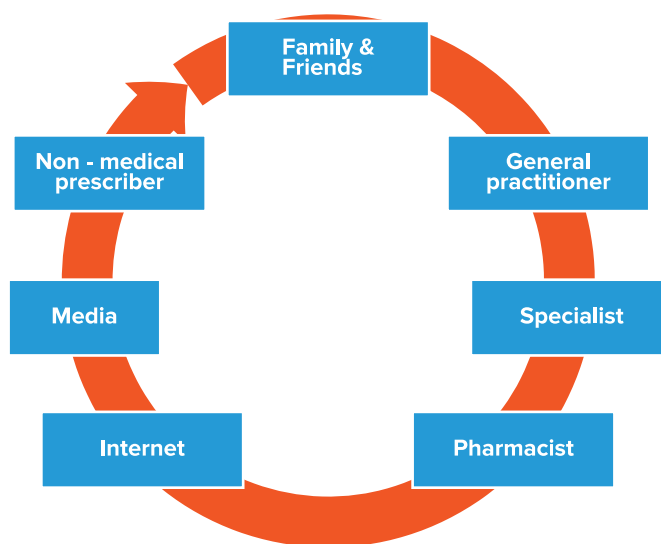 Family &
Friends
General
practitioner
Specialist
Pharmacist
Internet
Media
Non - medical
prescriber